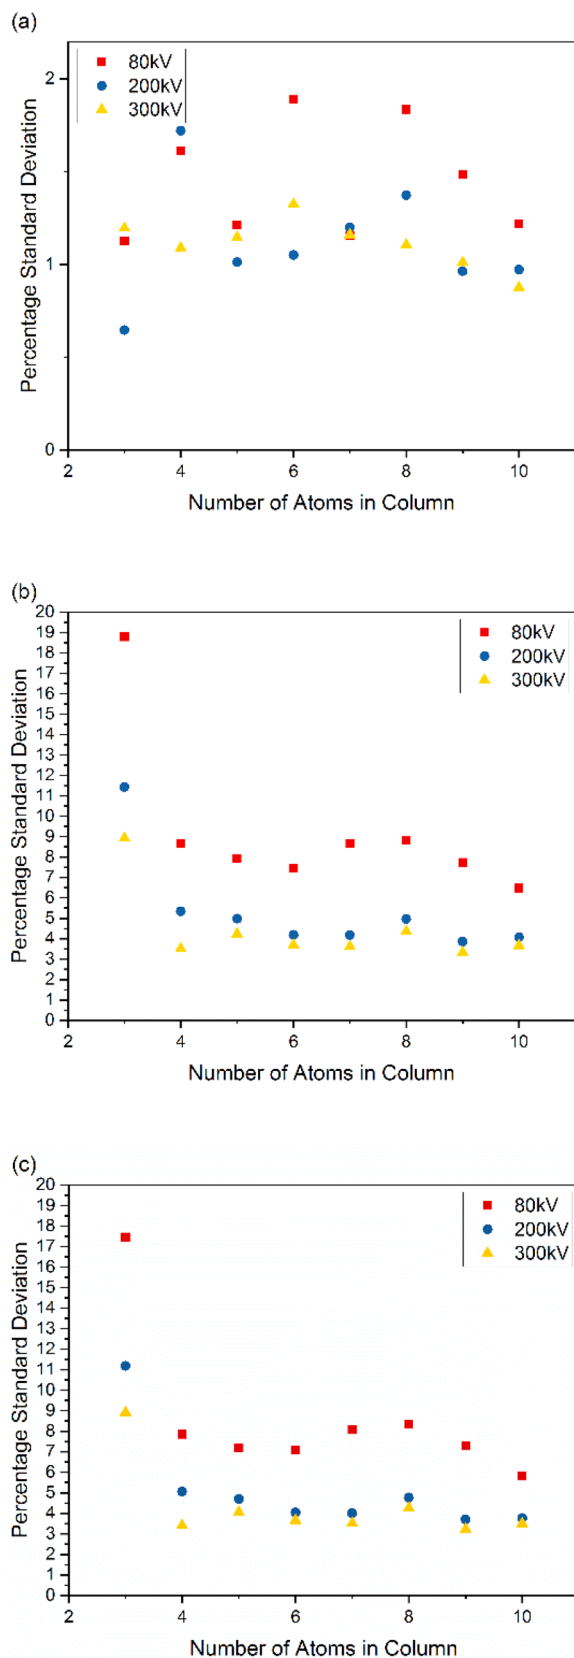 (a)
80kV
200kV
300kV
2
1
0
Percentage Standard Deviation
2 4 6 8 10
Number of Atoms in Column
(b)
80kV
200kV
300kV
20
19
18
17
16
15
14
13
12
11
10
9
8
7
6
5
4
3
2
1
0
Percentage Standard Deviation
2 4 6 8 10
Number of Atoms in Column
(c)
80kV
200kV
300kV
20
19
18
17
16
15
14
13
12
11
10
9
8
7
6
5
4
3
2
1
0
Percentage Standard Deviation
2 4 6 8 10
Number of Atoms in Column